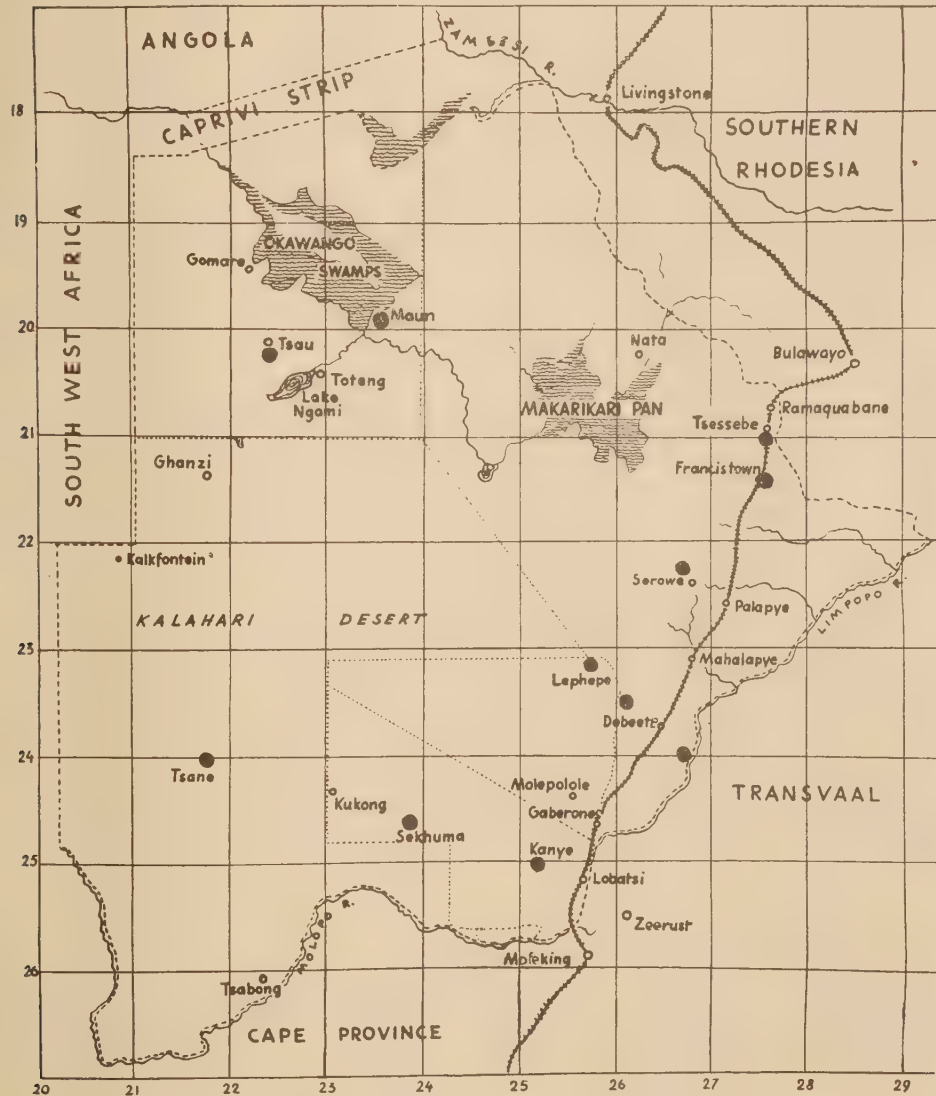 ANGOLA
ZAMBESI R.
CAPRIVI STRIP
Livingstone
18
SOUTHERN
RHODESIA
SOUTH WEST AFRICA
19
OKAWANGO
SWAMPS
Gomare
Maun
20
Tsau
Nata
Bulawayo
Toteng
Lake
Ngami
MAKARIKARI PAN
Ramaquabane
Tsessebe
21
Ghanzi
Francistown
22
Kalkfontein
Serowe
Palapye
LIMPOPO R.
KALAHARI DESERT
23
Mahalapye
Lephepe
Debeete
24
Tsane
Molepolole
TRANSVAAL
Kukong
Gaberones
Sekhuma
Kanye
25
Lobatsi
MOLOPO R.
Zeerust
Mafeking
26
Tsabong
CAPE PROVINCE
20 21 22 23 24 25 26 27 28 29